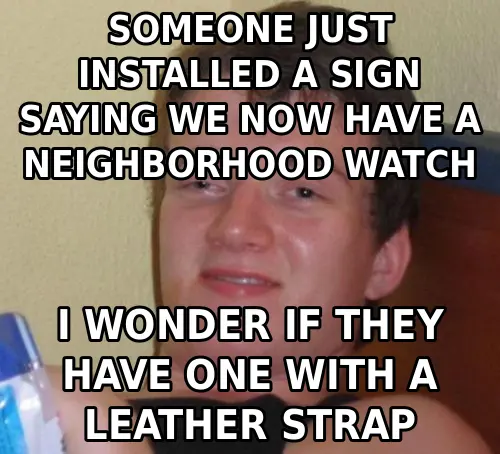 SOMEONE JUST
INSTALLED A SIGN
SAYING WE NOW HAVE A
NEIGHBORHOOD WATCH
I WONDER IF THEY
HAVE ONE WITH A
LEATHER STRAP